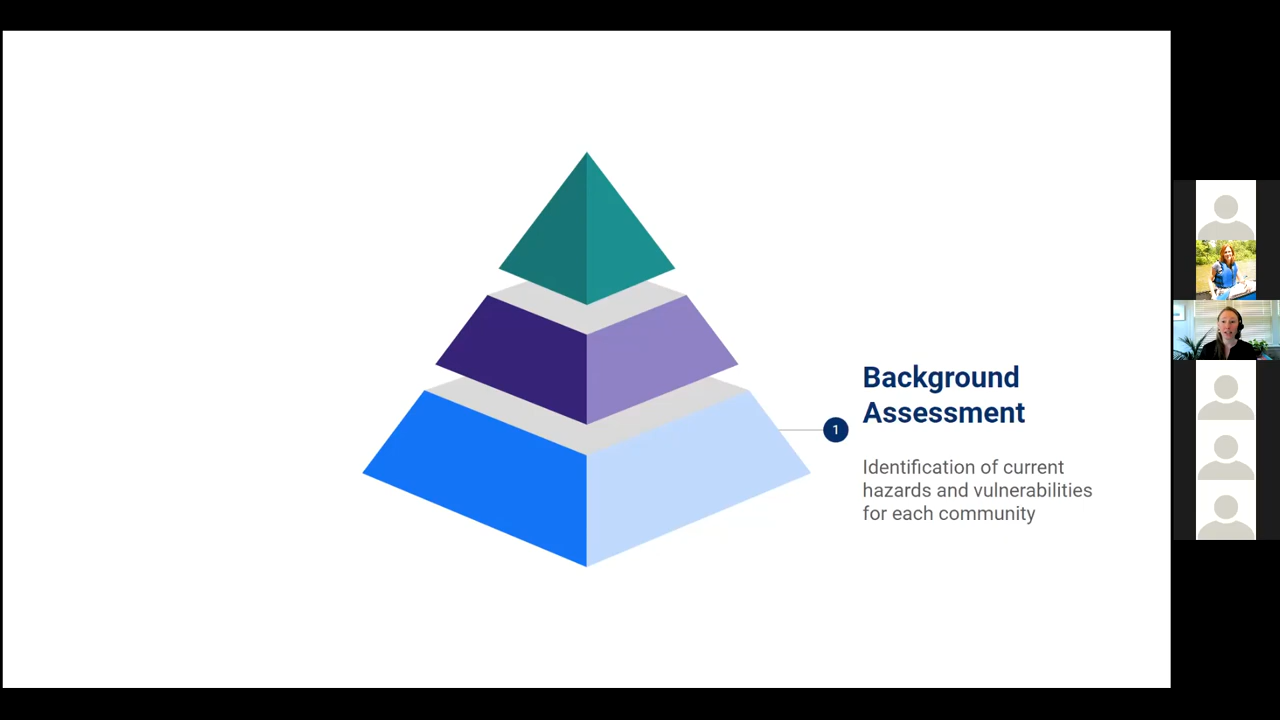 Background
Assessment
1
Identification of current
hazards and vulnerabilities
for each community